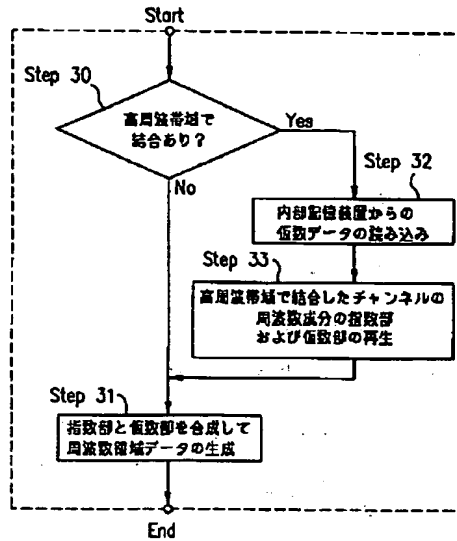 Start
Step 30
高周波帯域で
結合あり?
Yes
No
Step 32
内部記憶装置からの
仮数データの読み込み
Step 33
高周波帯域で結合したチャンネルの
周波数成分の指数部
および仮数部の再生
Step 31
指数部と仮数部を合成して
周波数領域データの生成
End